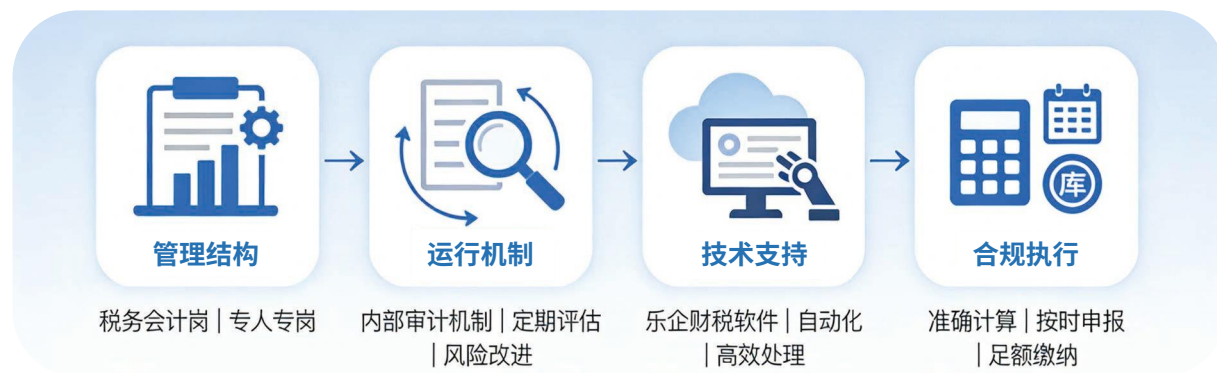 库
管理结构
运行机制
技术支持
合规执行
税务会计岗 | 专人专岗
内部审计机制 | 定期评估
| 风险改进
乐企财税软件 | 自动化
| 高效处理
准确计算 | 按时申报
| 足额缴纳